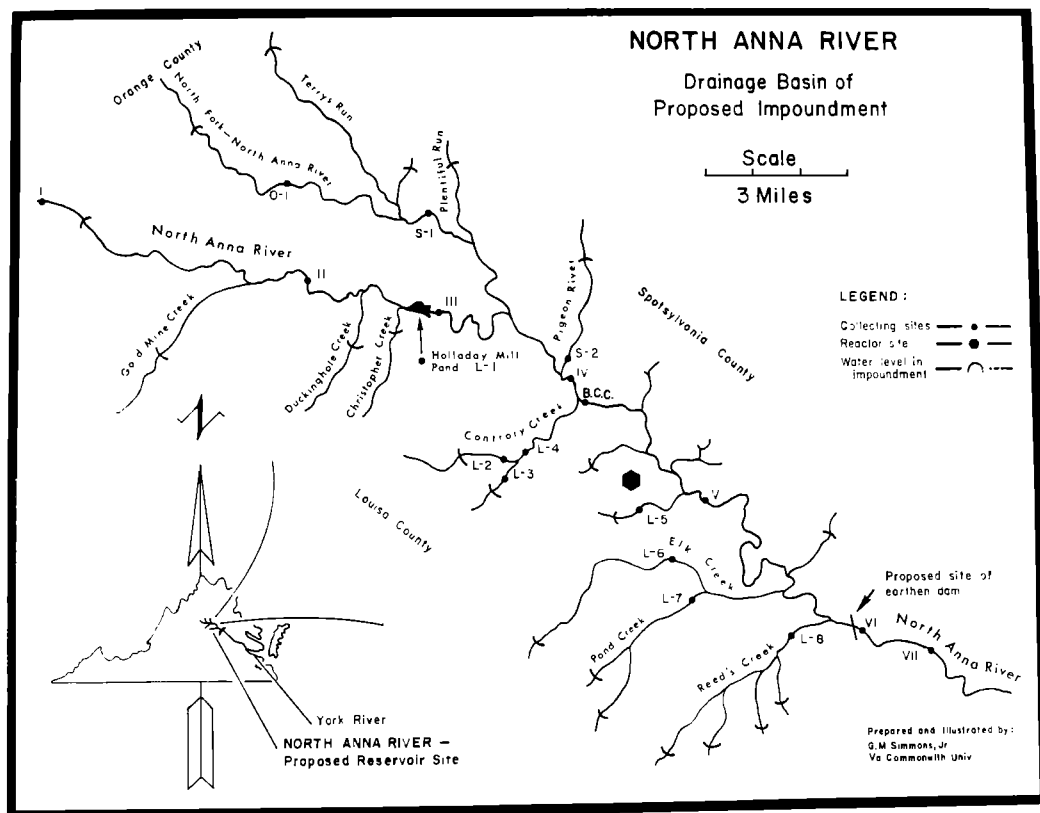 NORTH ANNA RIVER
Drainage Basin of
Proposed Impoundment
Scale
3 Miles
Orange County
North Fork—North Anna River
Terrys Run
Plentiful Run
O-1
S-1
I
North Anna River
II
III
Gold Mine Creek
Duckinghole Creek
Christopher Creek
Holladay Mill
Pond L-1
Pigeon River
Spotsylvania County
S-2
IV
B.C.C.
Contrary Creek
L-4
L-2
L-3
Louisa County
V
L-5
L-6
Elk Creek
L-7
Pond Creek
Reed's Creek
L-8
Proposed site of
earthen dam
VI
VII
North Anna River
LEGEND:
Collecting sites
Reactor site
Water level in
impoundment
N
York River
NORTH ANNA RIVER—
Proposed Reservoir Site
Prepared and Illustrated by:
G.M Simmons, Jr
Va Commonwlth Univ